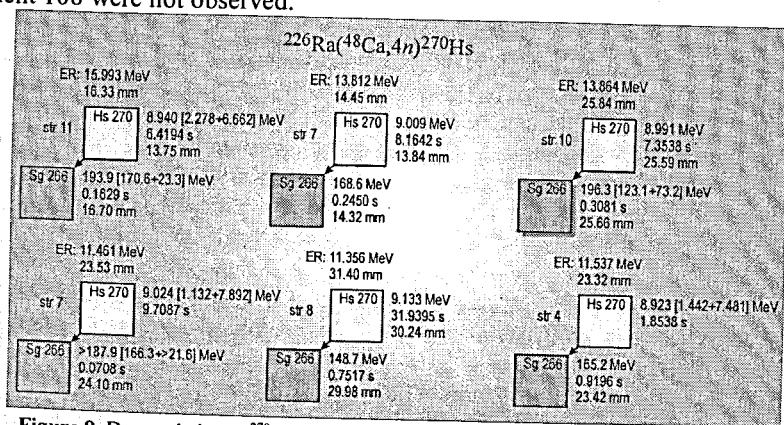 108 were not observed.
²²⁶Ra(⁴⁸Ca,4n)²⁷⁰Hs
ER: 15.993 MeV
16.33 mm
str 11
Hs 270
8.940 [2.278+6.662] MeV
6.4194 s
13.75 mm
Sg 266
193.9 [170.6+23.3] MeV
0.1629 s
16.70 mm
ER: 13.812 MeV
14.45 mm
str 7
Hs 270
9.009 MeV
8.1642 s
13.84 mm
Sg 266
168.6 MeV
0.2450 s
14.32 mm
ER: 13.864 MeV
25.84 mm
str 10
Hs 270
8.991 MeV
7.3538 s
25.59 mm
Sg 266
196.3 [123.1+73.2] MeV
0.3081 s
25.66 mm
ER: 11.461 MeV
23.53 mm
str 7
Hs 270
9.024 [1.132+7.892] MeV
9.7087 s
Sg 266
>187.9 [166.3+>21.6] MeV
0.0708 s
24.10 mm
ER: 11.356 MeV
31.40 mm
str 8
Hs 270
9.133 MeV
31.9395 s
30.24 mm
Sg 266
148.7 MeV
0.7517 s
29.98 mm
ER: 11.537 MeV
23.32 mm
str 4
Hs 270
8.923 [1.442+7.481] MeV
1.8538 s
Sg 266
165.2 MeV
0.9196 s
23.42 mm